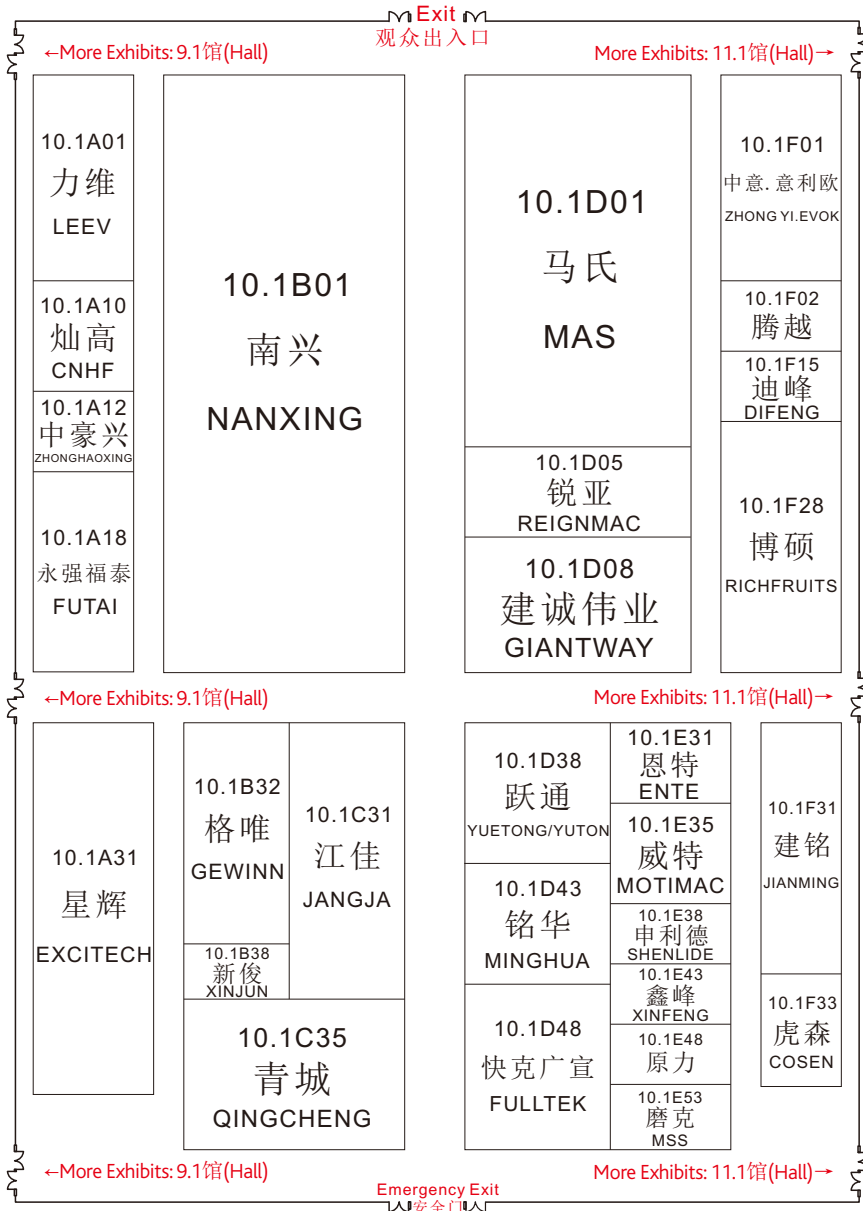 Exit
观众出入口
←More Exhibits: 9.1馆(Hall)
More Exhibits: 11.1馆(Hall)→
10.1A01
力维
LEEV
10.1A10
灿高
CNHF
10.1A12
中豪兴
ZHONGHAOXING
10.1A18
永强福泰
FUTAI
10.1B01
南兴
NANXING
10.1D01
马氏
MAS
10.1D05
锐亚
REIGNMAC
10.1D08
建诚伟业
GIANTWAY
10.1F01
中意.意利欧
ZHONG YI.EVOK
10.1F02
腾越
10.1F15
迪峰
DIFENG
10.1F28
博硕
RICHFRUITS
←More Exhibits: 9.1馆(Hall)
More Exhibits: 11.1馆(Hall)→
10.1A31
星辉
EXCITECH
10.1B32
格唯
GEWINN
10.1B38
新俊
XINJUN
10.1C31
江佳
JANGJA
10.1C35
青城
QINGCHENG
10.1D38
跃通
YUETONG/YUTON
10.1D43
铭华
MINGHUA
10.1D48
快克广宣
FULLTEK
10.1E31
恩特
ENTE
10.1E35
威特
MOTIMAC
10.1E38
申利德
SHENLIDE
10.1E43
鑫峰
XINFENG
10.1E48
原力
10.1E53
磨克
MSS
10.1F31
建铭
JIANMING
10.1F33
虎森
COSEN
←More Exhibits: 9.1馆(Hall)
More Exhibits: 11.1馆(Hall)→
Emergency Exit
安全门